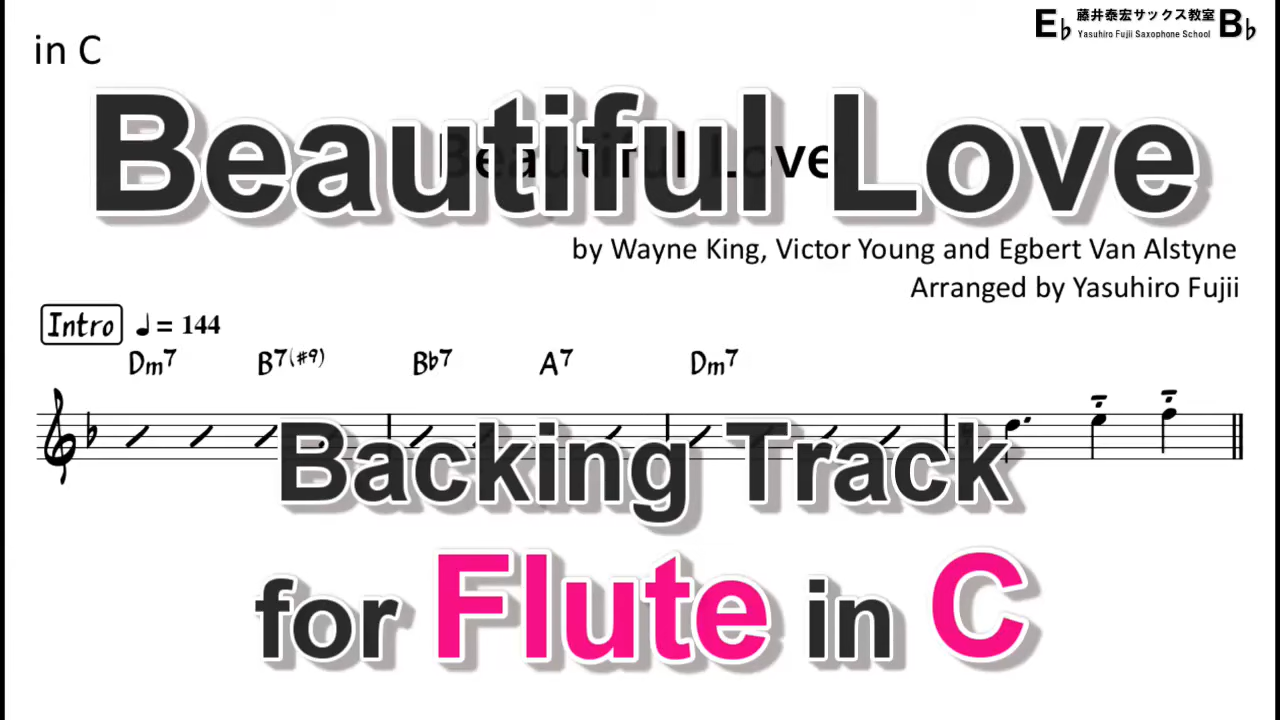 E♭ 藤井泰宏サックス教室 B♭
Yasuhiro Fujii Saxophone School
in C
Beautiful Love
Beautiful Love
by Wayne King, Victor Young and Egbert Van Alstyne
Arranged by Yasuhiro Fujii
Intro ♩= 144
Dm7 B7(#9) B♭7 A7 Dm7
Backing Track
for Flute in C